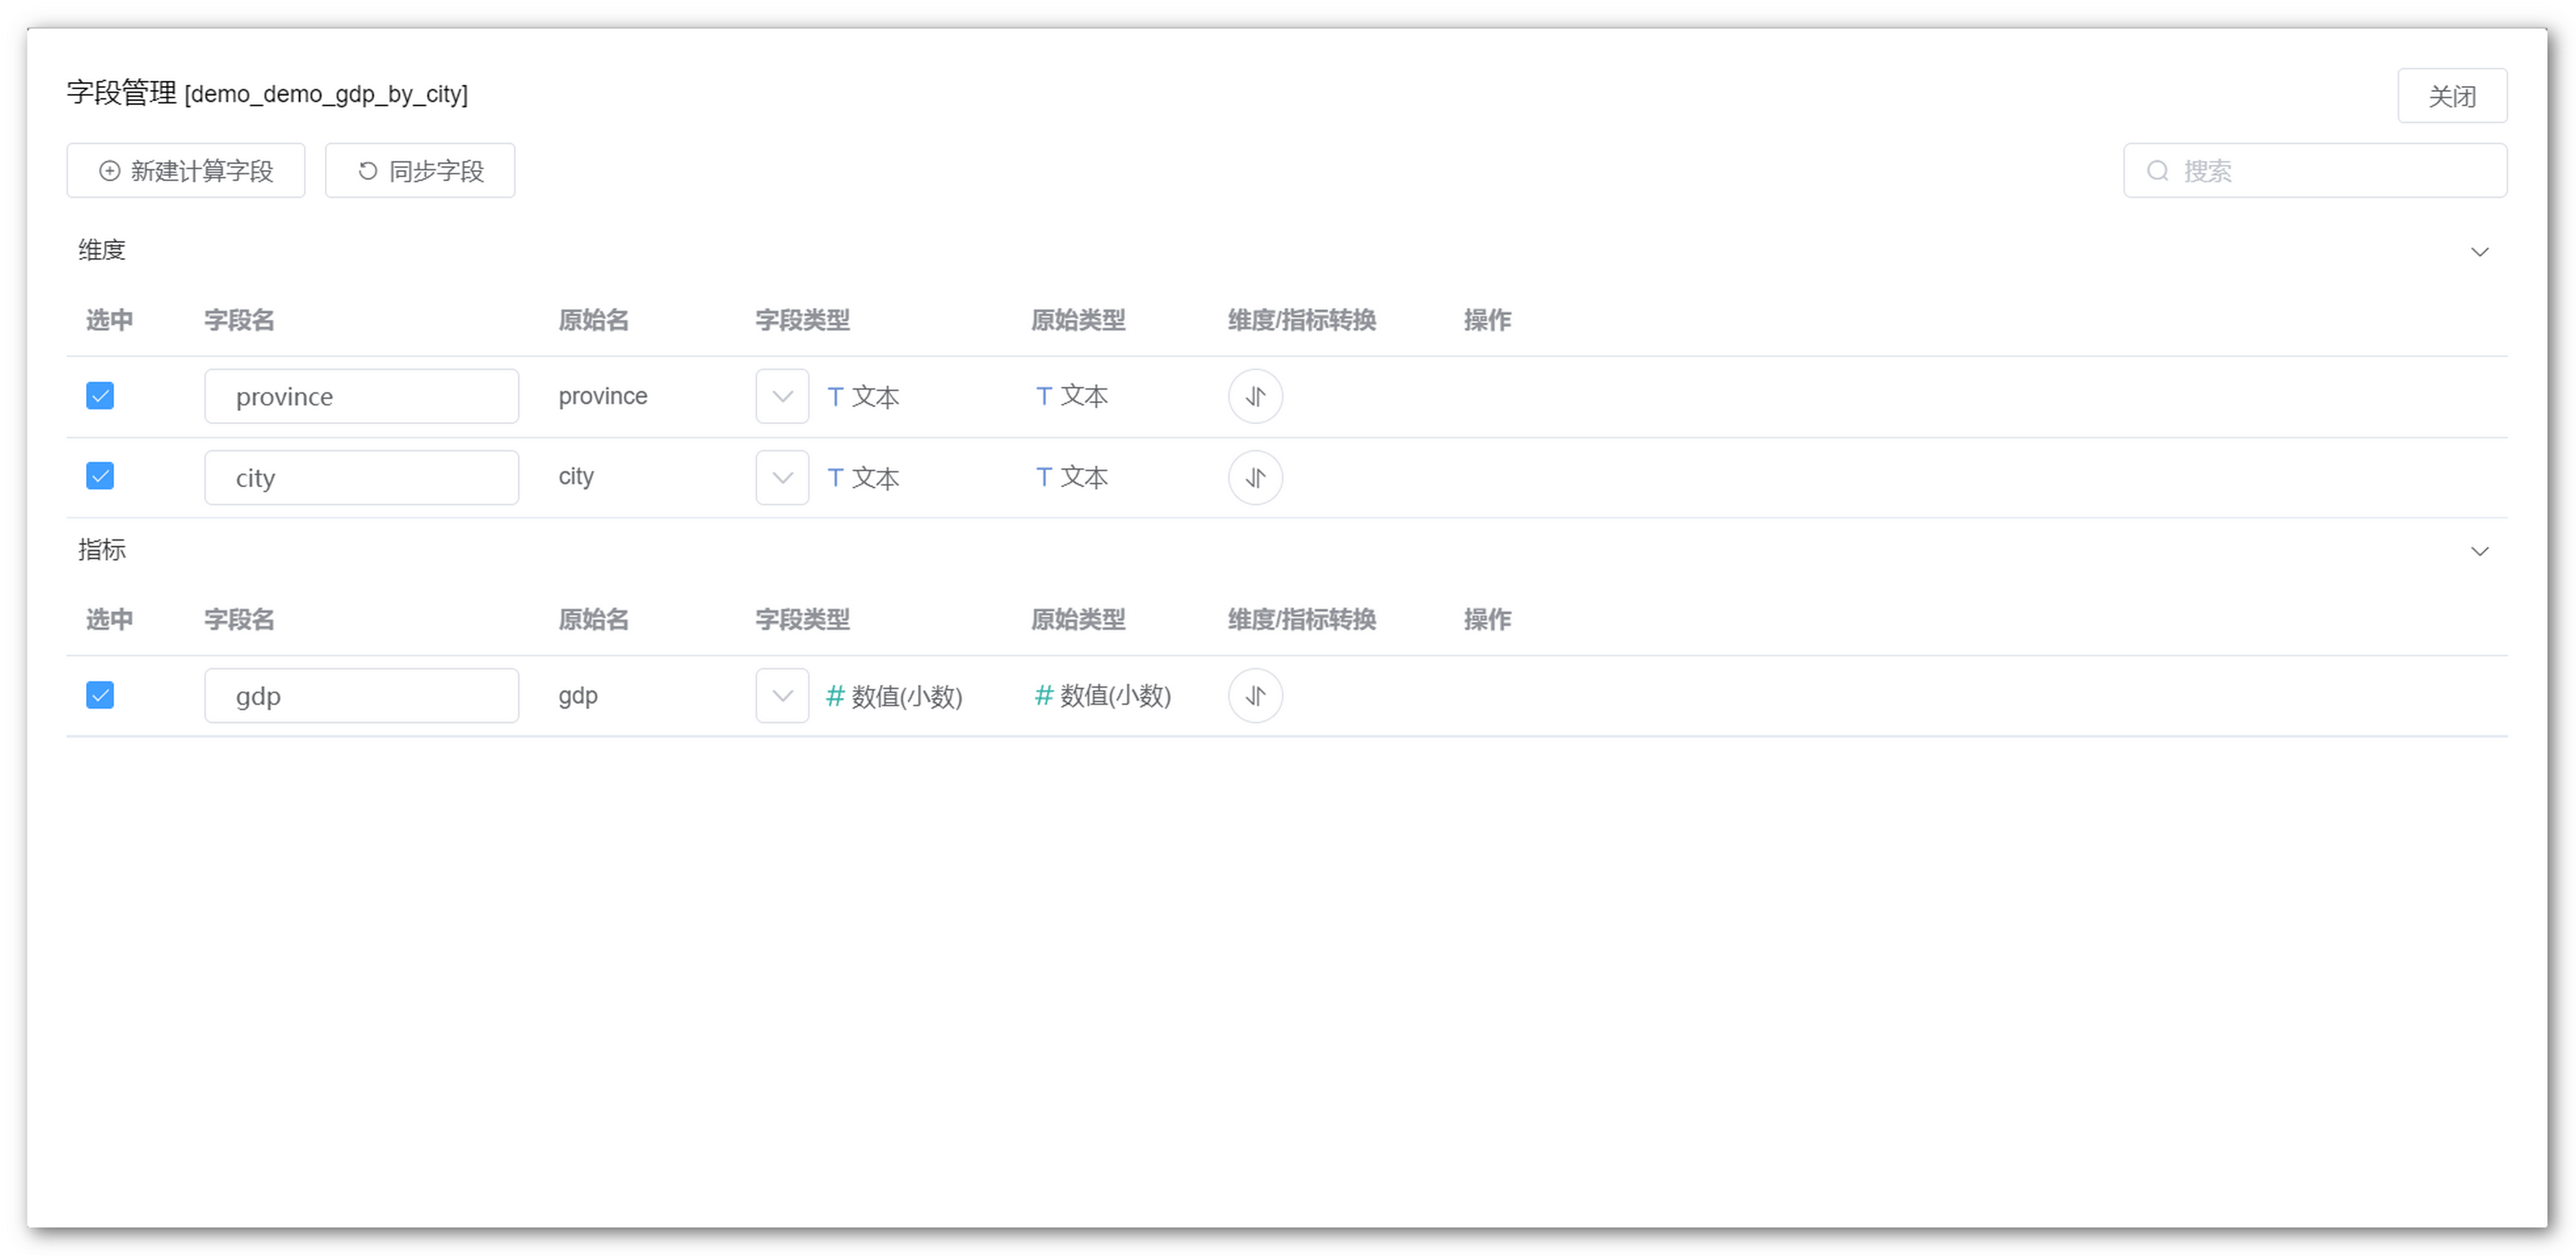 字段管理 [demo_demo_gdp_by_city]
关闭
新建计算字段 同步字段 搜索
维度
选中 字段名 原始名 字段类型 原始类型 维度/指标转换 操作
province province T 文本 T 文本
city city T 文本 T 文本
指标
选中 字段名 原始名 字段类型 原始类型 维度/指标转换 操作
gdp gdp # 数值(小数) # 数值(小数)